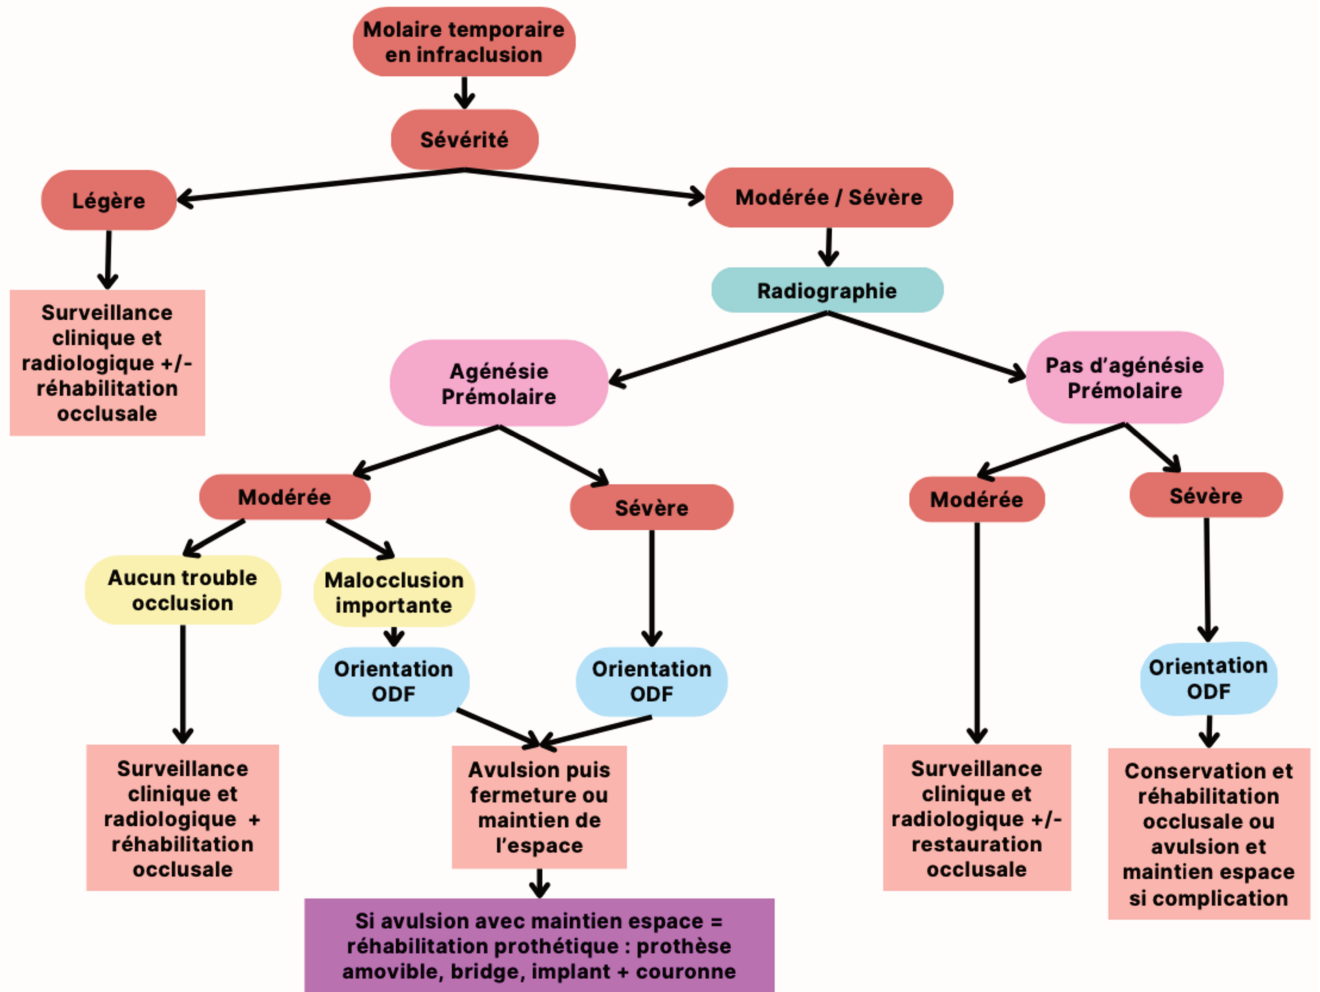 Molaire temporaire
en infraclusion
Sévérité
Légère
Modérée / Sévère
Surveillance
clinique et
radiologique +/-
réhabilitation
occlusale
Radiographie
Agénésie
Prémolaire
Pas d'agénésie
Prémolaire
Modérée
Sévère
Modérée
Sévère
Aucun trouble
occlusion
Malocclusion
importante
Orientation
ODF
Orientation
ODF
Orientation
ODF
Surveillance
clinique et
radiologique +
réhabilitation
occlusale
Avulsion puis
fermeture ou
maintien de
l'espace
Surveillance
clinique et
radiologique +/-
restauration
occlusale
Conservation et
réhabilitation
occlusale ou
avulsion et
maintien espace
si complication
Si avulsion avec maintien espace =
réhabilitation prothétique : prothèse
amovible, bridge, implant + couronne